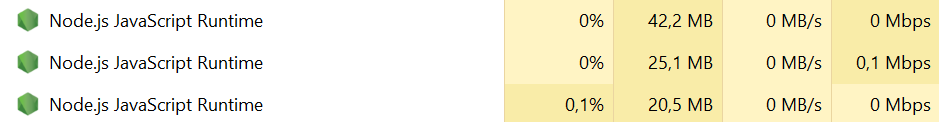 Node.js JavaScript Runtime 0% 42,2 MB 0 MB/s 0 Mbps
Node.js JavaScript Runtime 0% 25,1 MB 0 MB/s 0,1 Mbps
Node.js JavaScript Runtime 0,1% 20,5 MB 0 MB/s 0 Mbps